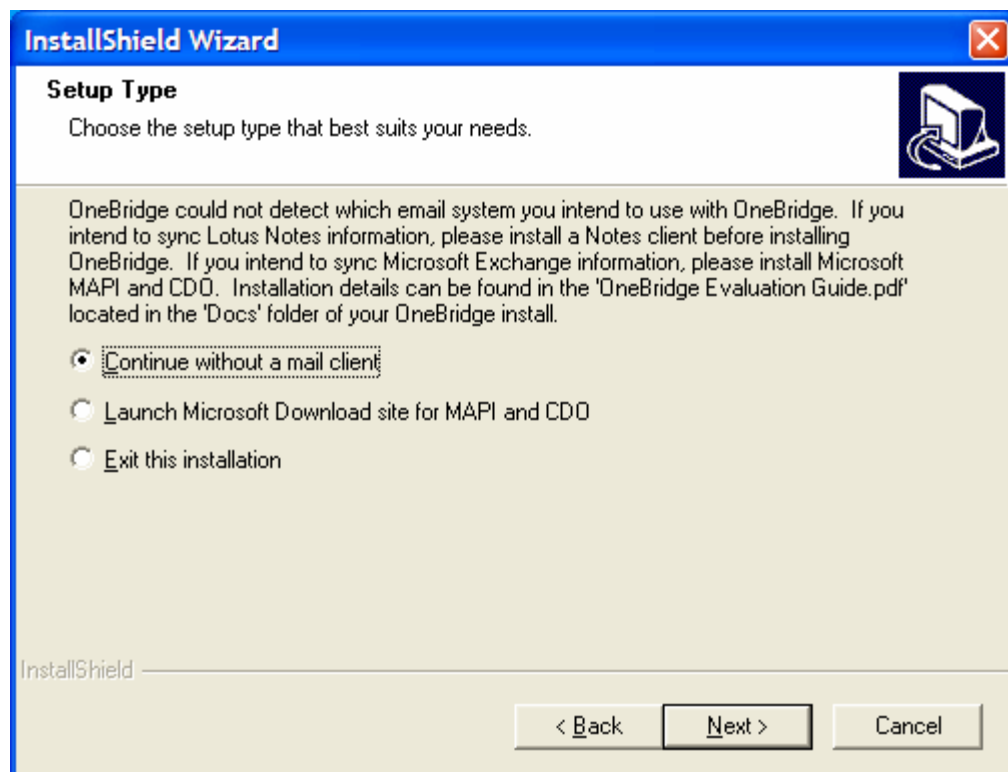 InstallShield Wizard
Setup Type
Choose the setup type that best suits your needs.
OneBridge could not detect which email system you intend to use with OneBridge.  If you
intend to sync Lotus Notes information, please install a Notes client before installing
OneBridge.  If you intend to sync Microsoft Exchange information, please install Microsoft
MAPI and CDO.  Installation details can be found in the 'OneBridge Evaluation Guide.pdf'
located in the 'Docs' folder of your OneBridge install.
Continue without a mail client
Launch Microsoft Download site for MAPI and CDO
Exit this installation
InstallShield
< Back
Next >
Cancel